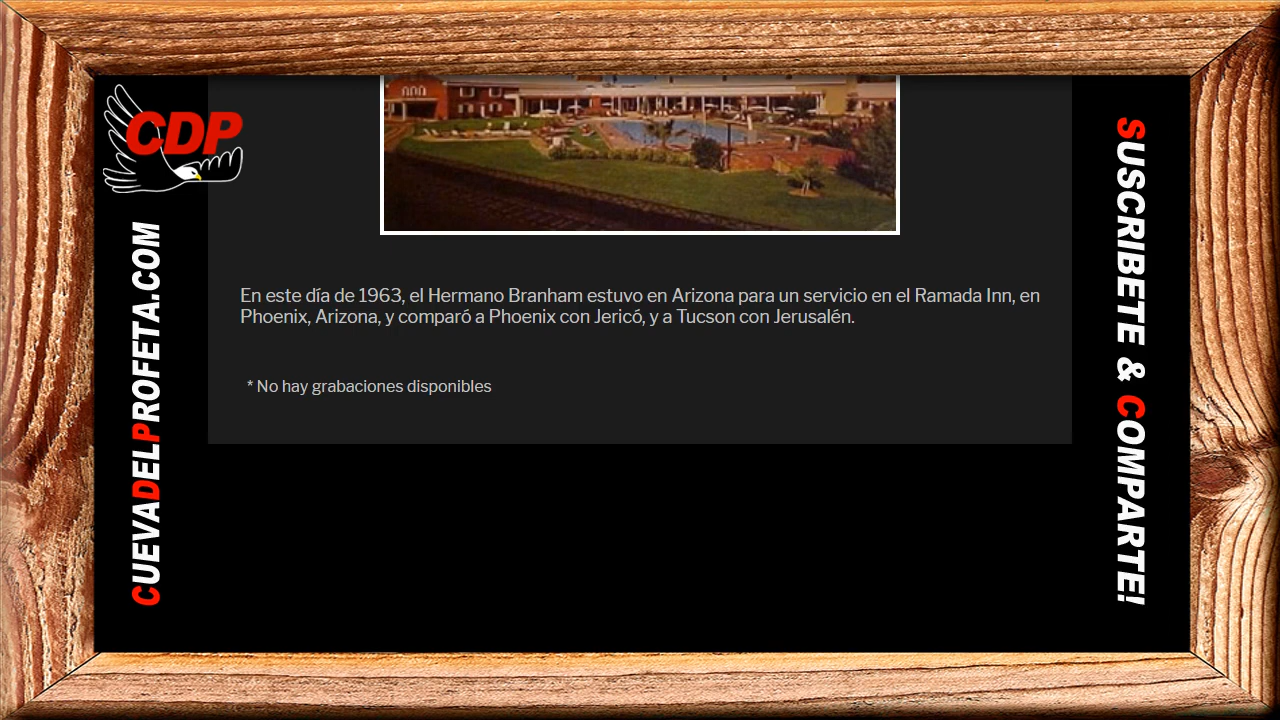 CDP
CUEVADELPROFETA.COM
SUSCRIBETE & COMPARTE!
En este día de 1963, el Hermano Branham estuvo en Arizona para un servicio en el Ramada Inn, en
Phoenix, Arizona, y comparó a Phoenix con Jericó, y a Tucson con Jerusalén.
* No hay grabaciones disponibles